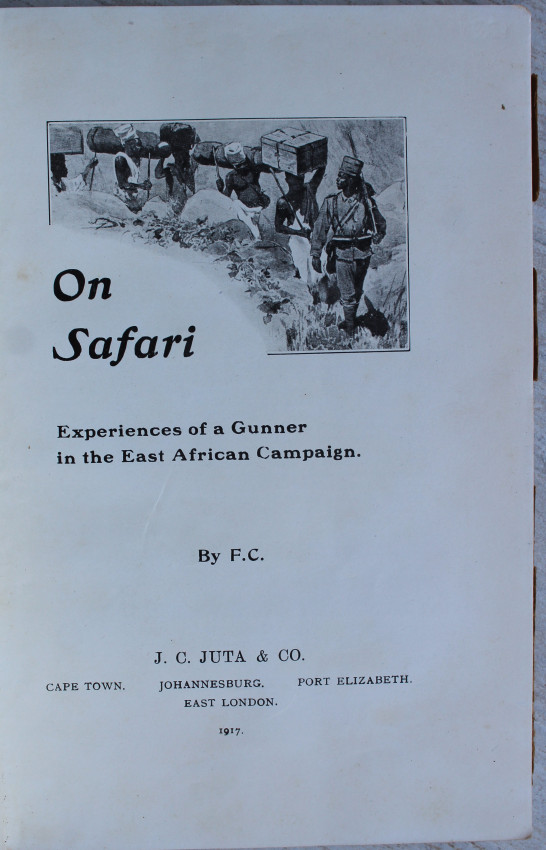 On
Safari
Experiences of a Gunner
in the East African Campaign.
By F.C.
J. C. JUTA & CO.
CAPE TOWN. JOHANNESBURG. PORT ELIZABETH.
EAST LONDON.
1917.